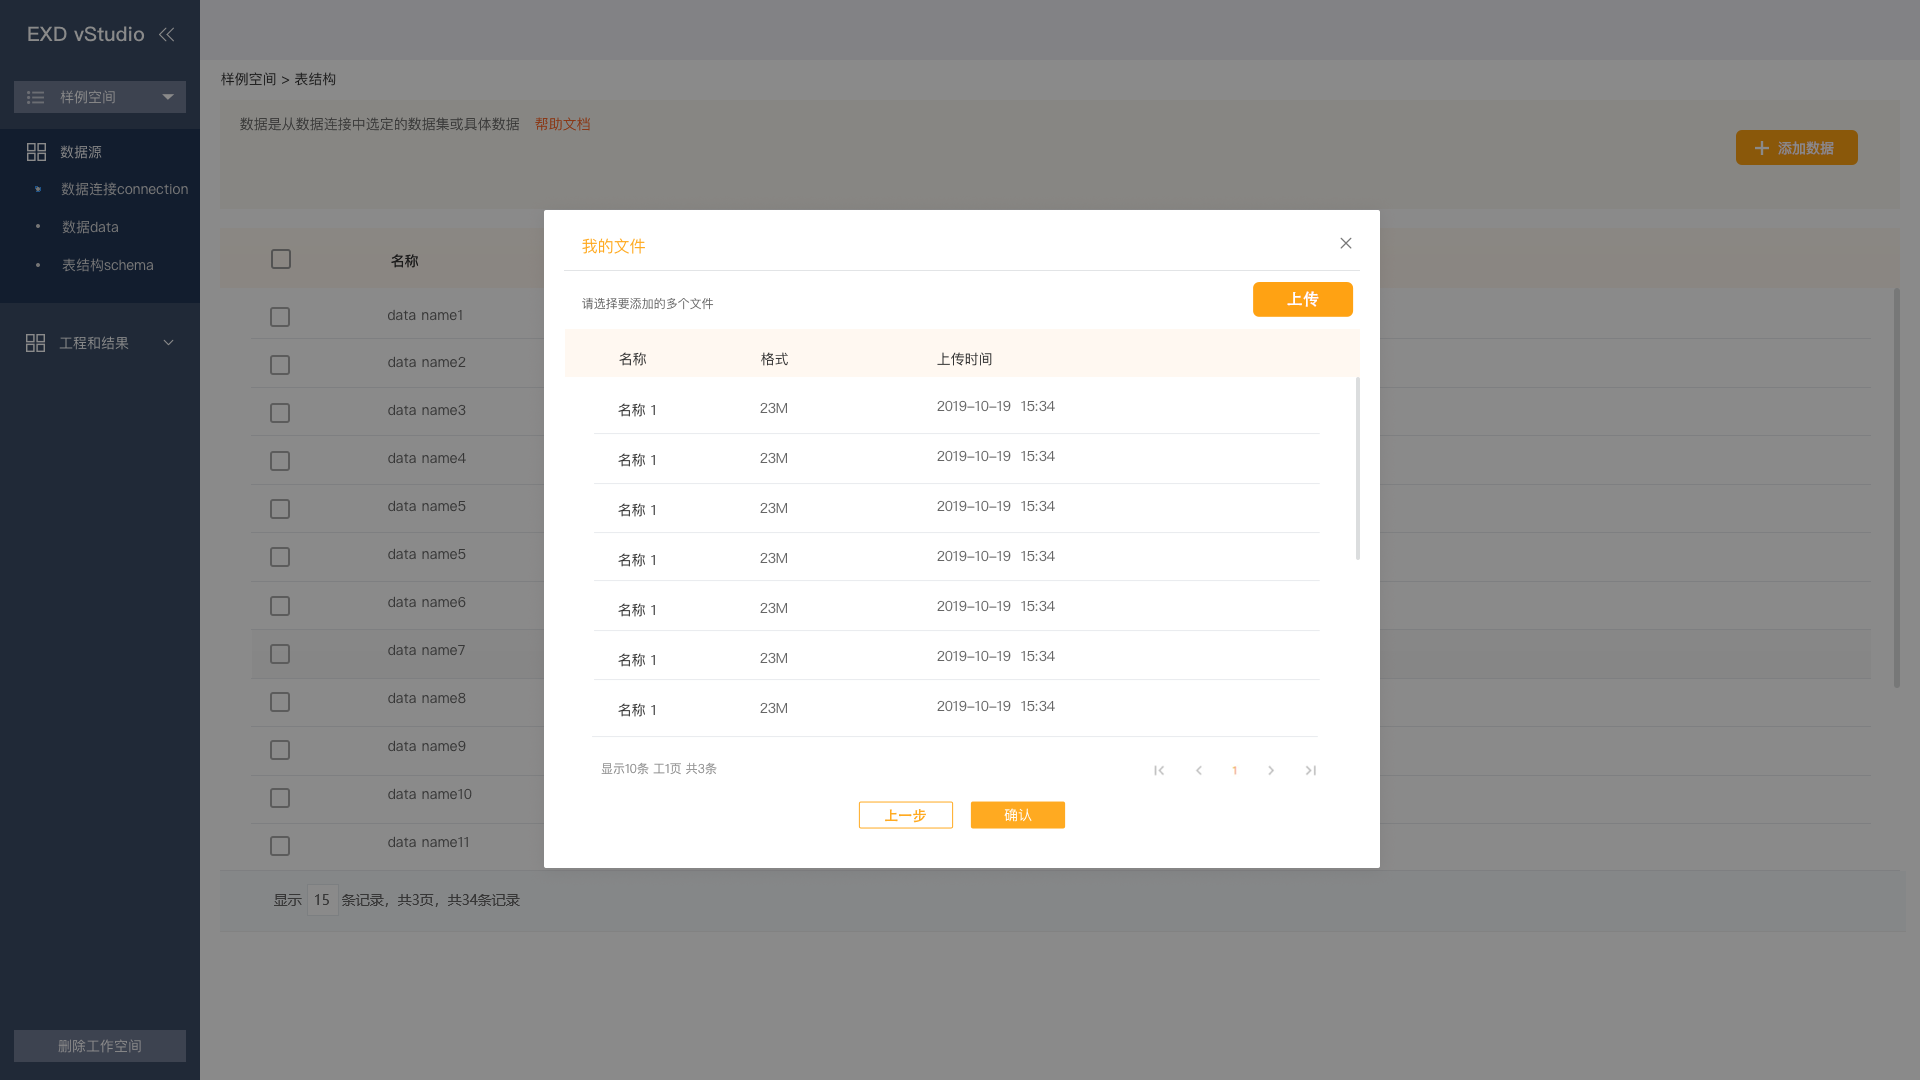 EXD vStudio
样例空间
数据源
数据连接connection
数据data
表结构schema
工程和结果
删除工作空间
样例空间 > 表结构
数据是从数据连接中选定的数据集或具体数据 帮助文档
添加数据
名称
data name1
data name2
data name3
data name4
data name5
data name5
data name6
data name7
data name8
data name9
data name10
data name11
显示 15 条记录，共3页，共34条记录
我的文件
请选择要添加的多个文件
上传
名称 格式 上传时间
名称 1 23M 2019-10-19 15:34
名称 1 23M 2019-10-19 15:34
名称 1 23M 2019-10-19 15:34
名称 1 23M 2019-10-19 15:34
名称 1 23M 2019-10-19 15:34
名称 1 23M 2019-10-19 15:34
名称 1 23M 2019-10-19 15:34
显示10条 工1页 共3条
1
上一步 确认